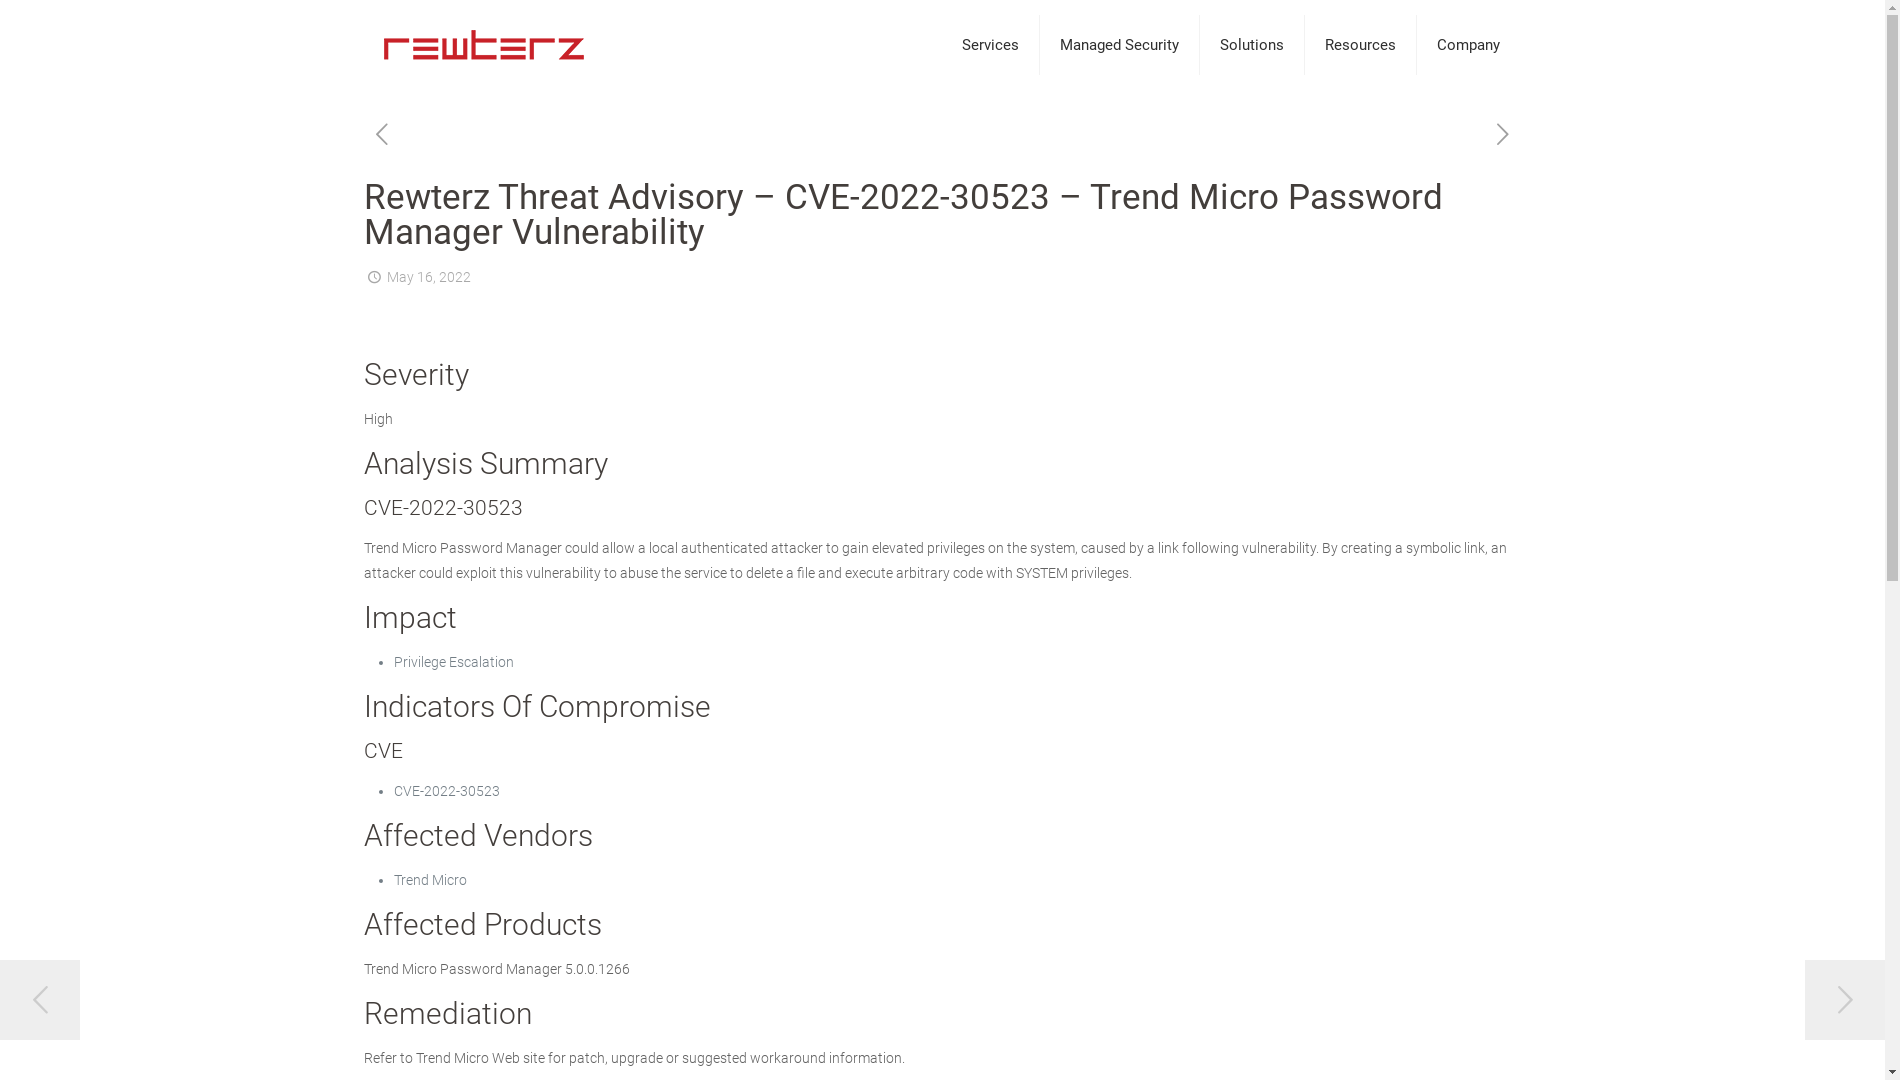 rewterz
Services
Managed Security
Solutions
Resources
Company
Rewterz Threat Advisory – CVE-2022-30523 – Trend Micro Password
Manager Vulnerability
May 16, 2022
Severity
High
Analysis Summary
CVE-2022-30523
Trend Micro Password Manager could allow a local authenticated attacker to gain elevated privileges on the system, caused by a link following vulnerability. By creating a symbolic link, an
attacker could exploit this vulnerability to abuse the service to delete a file and execute arbitrary code with SYSTEM privileges.
Impact
Privilege Escalation
Indicators Of Compromise
CVE
CVE-2022-30523
Affected Vendors
Trend Micro
Affected Products
Trend Micro Password Manager 5.0.0.1266
Remediation
Refer to Trend Micro Web site for patch, upgrade or suggested workaround information.